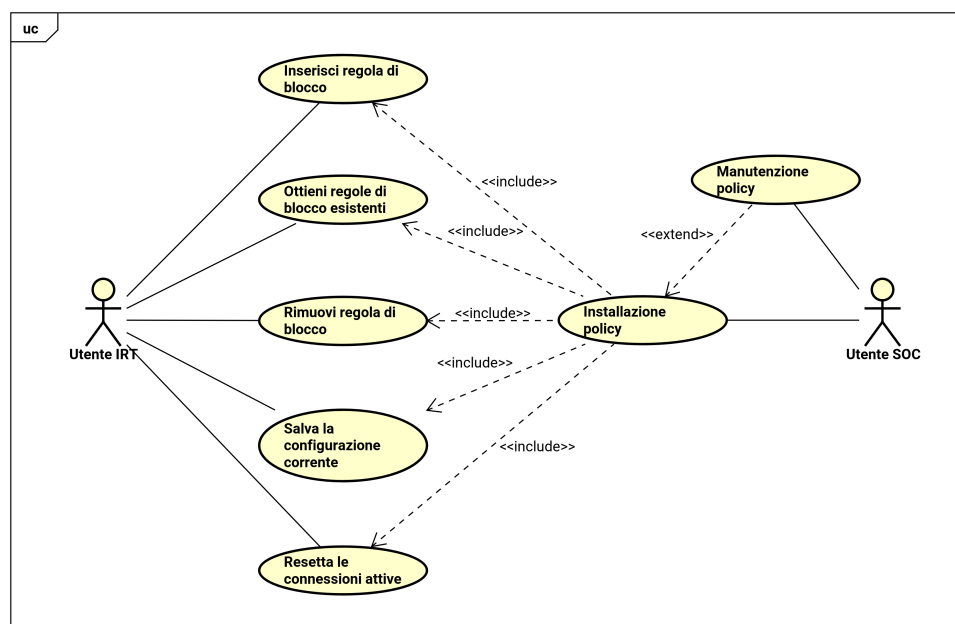 uc
Inserisci regola di
blocco
<<include>>
Manutenzione
policy
Ottieni regole di
blocco esistenti
<<include>>
<<extend>>
Rimuovi regola di
blocco
<<include>>
Installazione
policy
Utente IRT
Utente SOC
<<include>>
Salva la
configurazione
corrente
<<include>>
Resetta le
connessioni attive